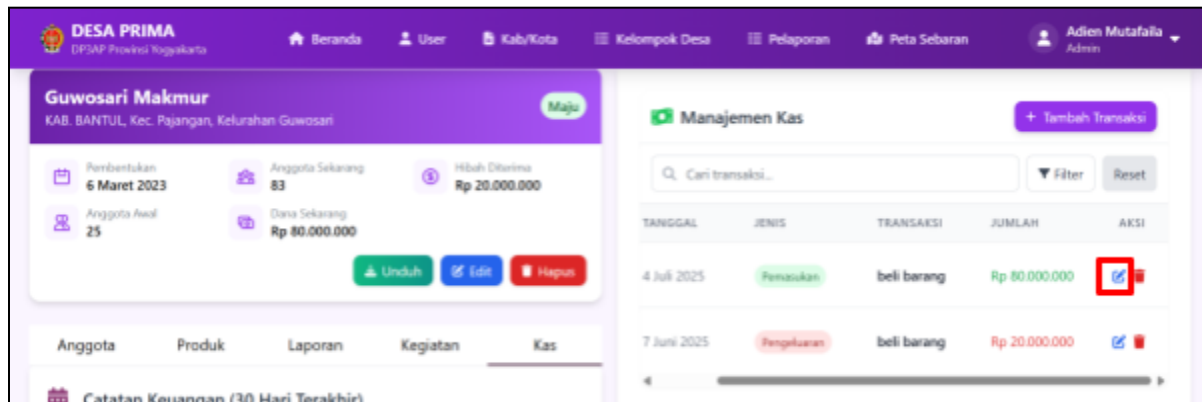 DESA PRIMA
DP3AP Provinsi Yogyakarta
Beranda
User
Kab/Kota
Kelompok Desa
Pelaporan
Peta Sebaran
Adien Mutafaila
Admin
Guwosari Makmur
KAB. BANTUL, Kec. Pajangan, Kelurahan Guwosari
Maju
Pembentukan
6 Maret 2023
Anggota Sekarang
83
Hibah Diterima
Rp 20.000.000
Anggota Awal
25
Dana Sekarang
Rp 80.000.000
Unduh
Edit
Hapus
Anggota
Produk
Laporan
Kegiatan
Kas
Catatan Keuangan (30 Hari Terakhir)
Manajemen Kas
+ Tambah Transaksi
Cari transaksi...
Filter
Reset
TANGGAL JENIS TRANSAKSI JUMLAH AKSI
4 Juli 2025 Pemasukan beli barang Rp 80.000.000
7 Juni 2025 Pengeluaran beli barang Rp 20.000.000